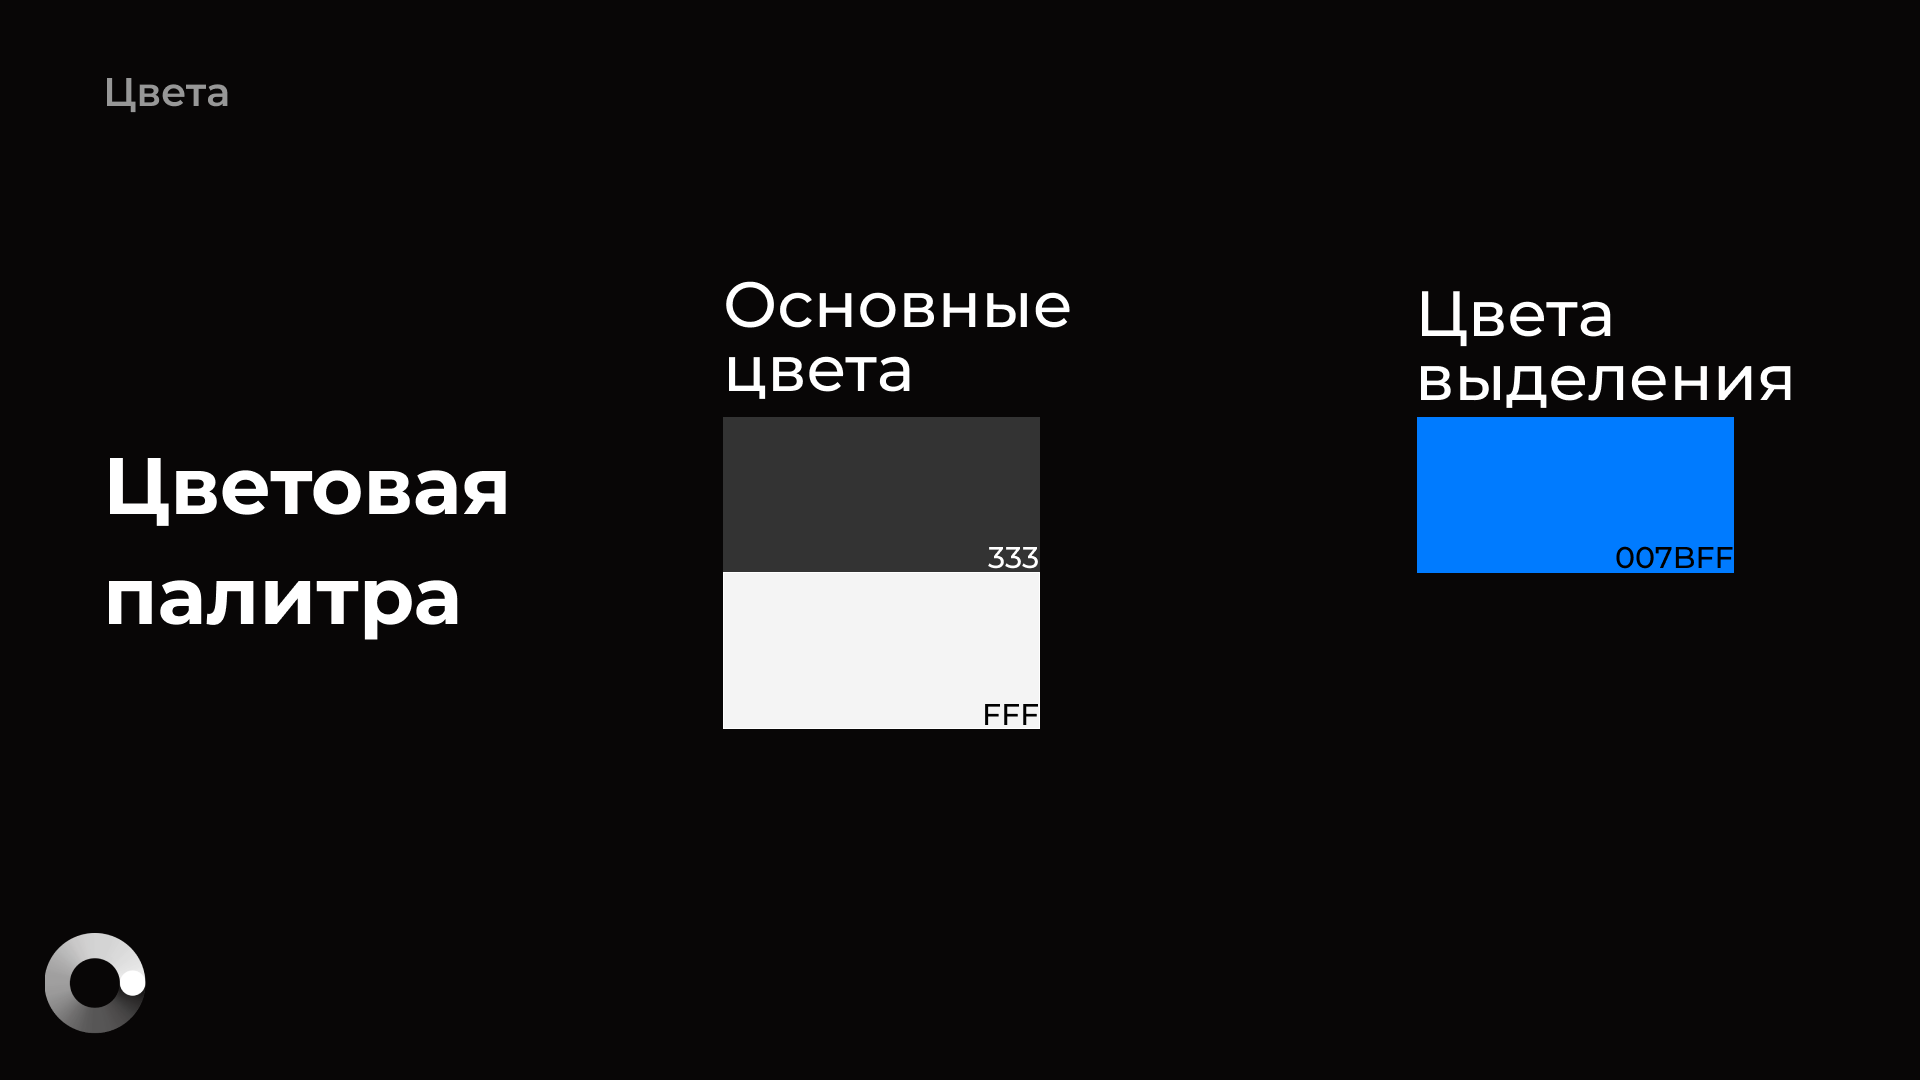 Цвета
Цветовая
палитра
Основные
цвета
333
FFF
Цвета
выделения
007BFF